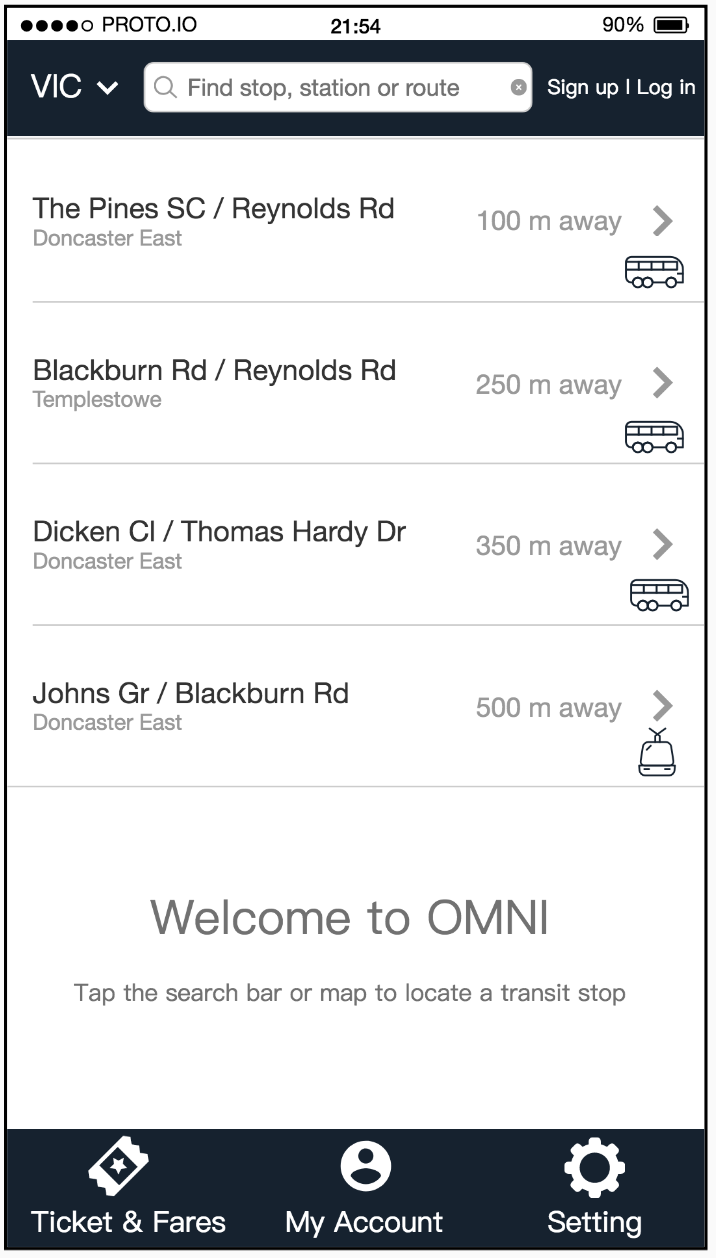 PROTO.IO 21:54 90%
VIC Find stop, station or route Sign up | Log in
The Pines SC / Reynolds Rd
Doncaster East
100 m away
Blackburn Rd / Reynolds Rd
Templestowe
250 m away
Dicken Cl / Thomas Hardy Dr
Doncaster East
350 m away
Johns Gr / Blackburn Rd
Doncaster East
500 m away
Welcome to OMNI
Tap the search bar or map to locate a transit stop
Ticket & Fares My Account Setting